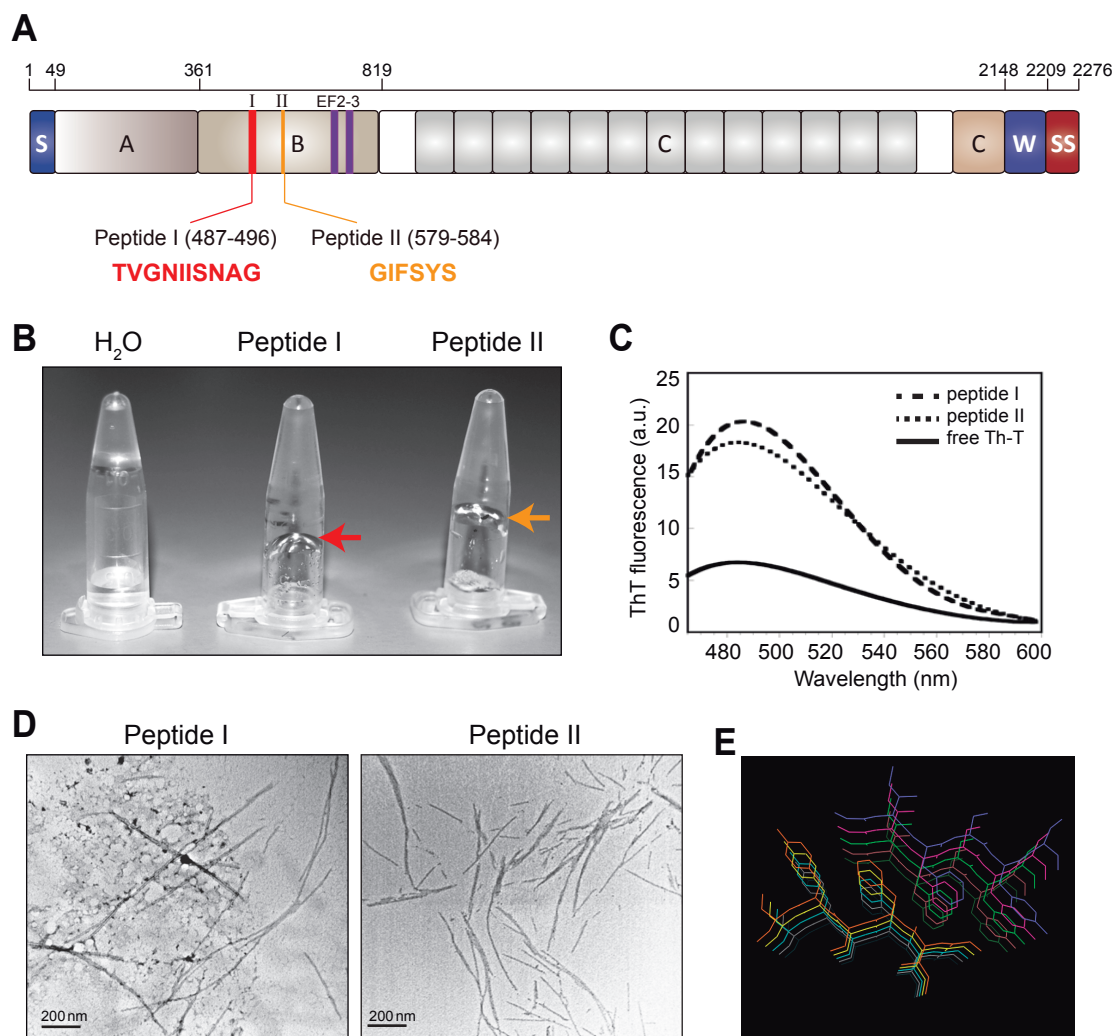 A
1 49 361 819 2148 2209 2276
I II EF2-3
S A B C C W SS
Peptide I (487-496) Peptide II (579-584)
TVGNIISNAG GIFSYS
B
H2O Peptide I Peptide II
C
25
20
15
10
5
0
ThT fluorescence (a.u.)
peptide I
peptide II
free Th-T
480 500 520 540 560 580 600
Wavelength (nm)
D
Peptide I Peptide II
200 nm 200 nm
E